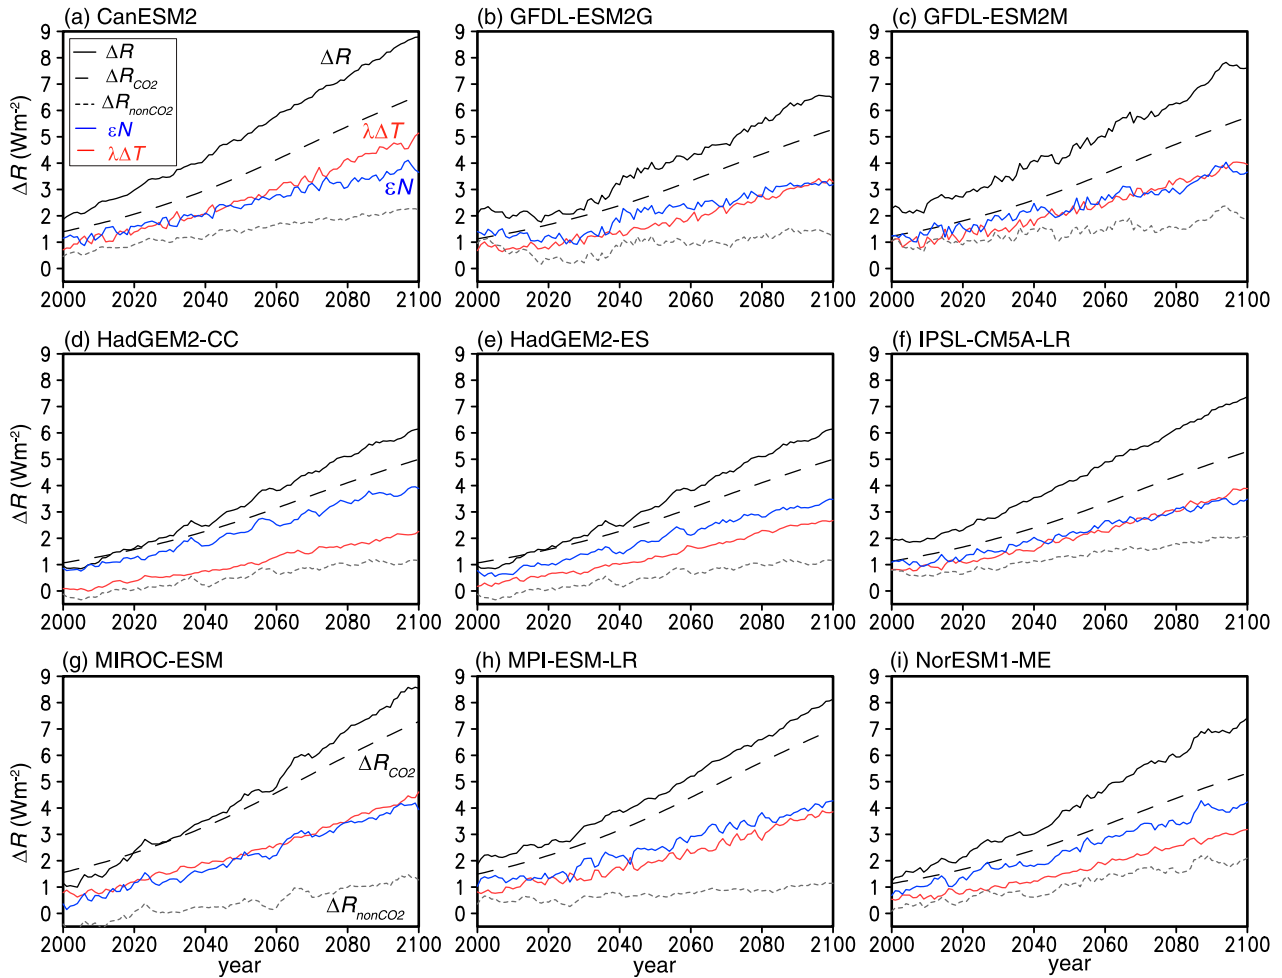 (a) CanESM2
(b) GFDL-ESM2G
(c) GFDL-ESM2M
ΔR (Wm⁻²)
9
8
7
6
5
4
3
2
1
0
ΔR
ΔR_CO2
ΔR_nonCO2
εN
λΔT
ΔR
λΔT
εN
2000 2020 2040 2060 2080 2100
9
8
7
6
5
4
3
2
1
0
2000 2020 2040 2060 2080 2100
9
8
7
6
5
4
3
2
1
0
2000 2020 2040 2060 2080 2100
(d) HadGEM2-CC
(e) HadGEM2-ES
(f) IPSL-CM5A-LR
ΔR (Wm⁻²)
9
8
7
6
5
4
3
2
1
0
2000 2020 2040 2060 2080 2100
9
8
7
6
5
4
3
2
1
0
2000 2020 2040 2060 2080 2100
9
8
7
6
5
4
3
2
1
0
2000 2020 2040 2060 2080 2100
(g) MIROC-ESM
(h) MPI-ESM-LR
(i) NorESM1-ME
ΔR (Wm⁻²)
9
8
7
6
5
4
3
2
1
0
ΔR_CO2
ΔR_nonCO2
2000 2020 2040 2060 2080 2100
year
9
8
7
6
5
4
3
2
1
0
2000 2020 2040 2060 2080 2100
year
9
8
7
6
5
4
3
2
1
0
2000 2020 2040 2060 2080 2100
year